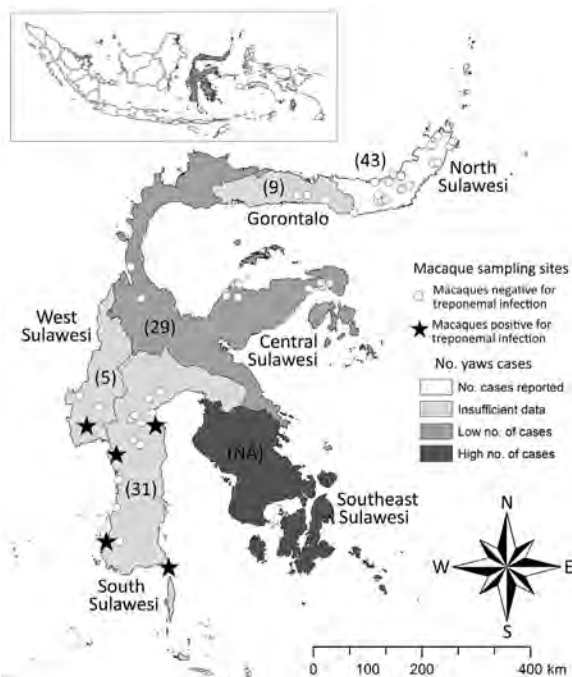 (43)
North
Sulawesi
(9)
Gorontalo
Macaque sampling sites
Macaques negative for
treponemal infection
Macaques positive for
treponemal infection
West
Sulawesi
(29)
Central
Sulawesi
No. yaws cases
(5)
No. cases reported
Insufficient data
Low no. of cases
High no. of cases
(NA)
(31)
Southeast
Sulawesi
South
Sulawesi
N
W
E
S
0 100 200 400 km